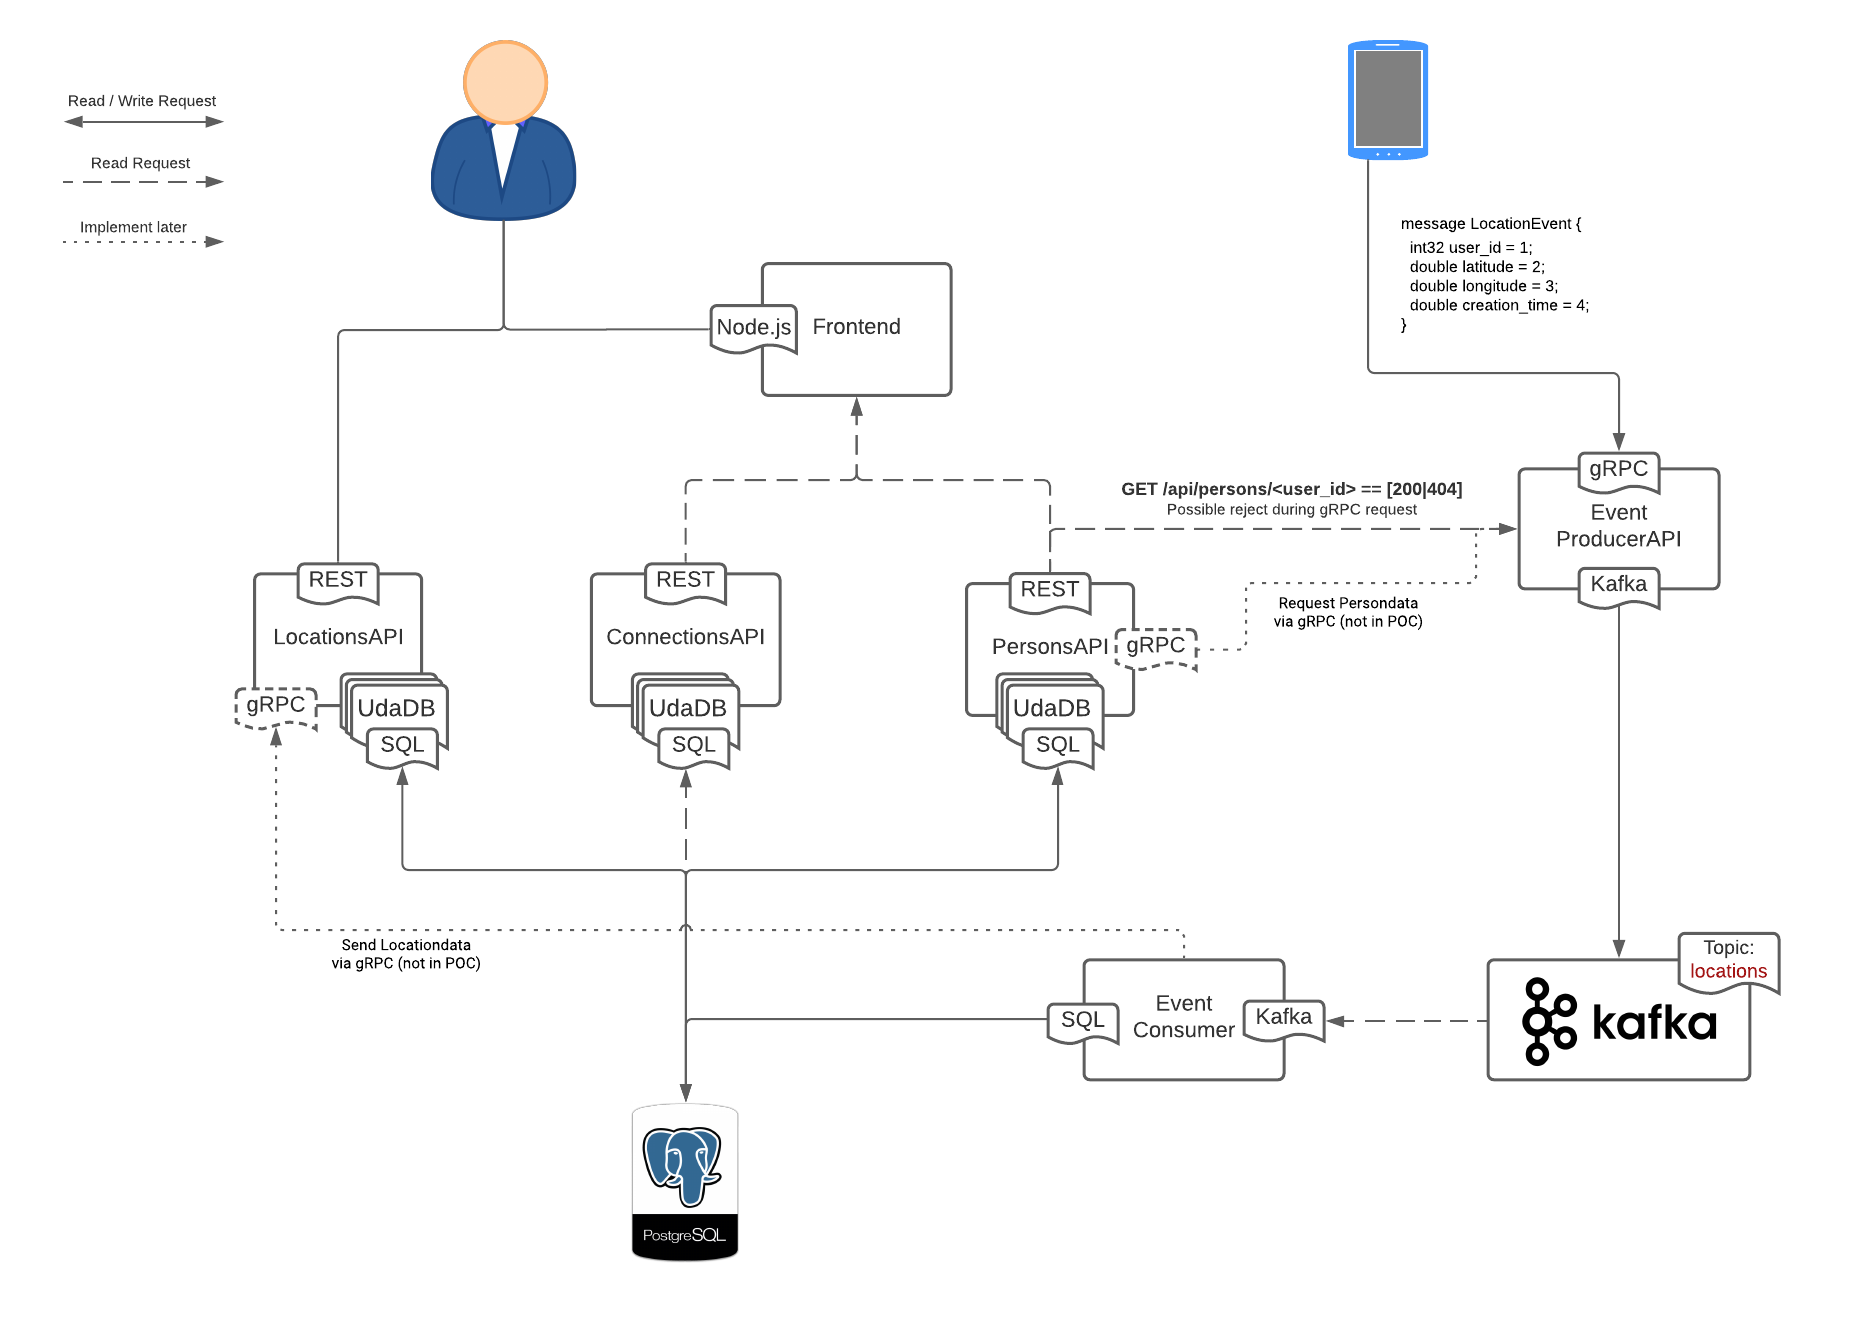 Read / Write Request
Read Request
Implement later
message LocationEvent {
int32 user_id = 1;
double latitude = 2;
double longitude = 3;
double creation_time = 4;
}
Node.js
Frontend
GET /api/persons/<user_id> == [200|404]
Possible reject during gRPC request
gRPC
Event
ProducerAPI
Kafka
REST
LocationsAPI
gRPC
UdaDB
SQL
REST
ConnectionsAPI
UdaDB
SQL
REST
PersonsAPI
gRPC
UdaDB
SQL
Request Persondata
via gRPC (not in POC)
Send Locationdata
via gRPC (not in POC)
SQL
Event
Consumer
Kafka
Topic:
locations
kafka
PostgreSQL